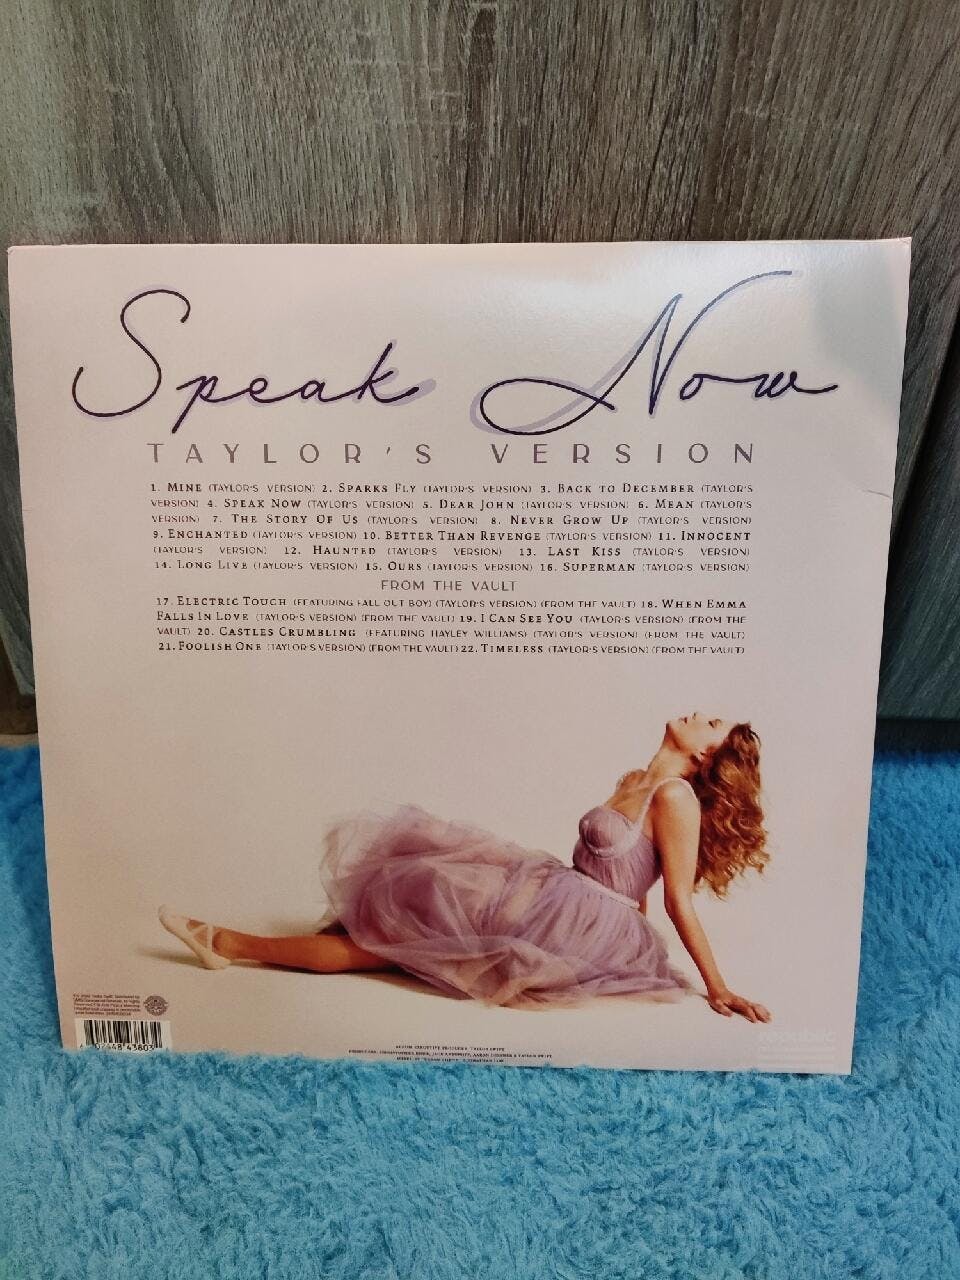 Speak Now
TAYLOR'S VERSION
1. MINE (TAYLOR'S VERSION) 2. SPARKS FLY (TAYLOR'S VERSION) 3. BACK TO DECEMBER (TAYLOR'S
VERSION) 4. SPEAK NOW (TAYLOR'S VERSION) 5. DEAR JOHN (TAYLOR'S VERSION) 6. MEAN (TAYLOR'S
VERSION) 7. THE STORY OF US (TAYLOR'S VERSION) 8. NEVER GROW UP (TAYLOR'S VERSION)
9. ENCHANTED (TAYLOR'S VERSION) 10. BETTER THAN REVENGE (TAYLOR'S VERSION) 11. INNOCENT
(TAYLOR'S VERSION) 12. HAUNTED (TAYLOR'S VERSION) 13. LAST KISS (TAYLOR'S VERSION)
14. LONG LIVE (TAYLOR'S VERSION) 15. OURS (TAYLOR'S VERSION) 16. SUPERMAN (TAYLOR'S VERSION)
FROM THE VAULT
17. ELECTRIC TOUCH (FEATURING FALL OUT BOY) (TAYLOR'S VERSION) (FROM THE VAULT) 18. WHEN EMMA
FALLS IN LOVE (TAYLOR'S VERSION) (FROM THE VAULT) 19. I CAN SEE YOU (TAYLOR'S VERSION) (FROM THE
VAULT) 20. CASTLES CRUMBLING (FEATURING HAYLEY WILLIAMS) (TAYLOR'S VERSION) (FROM THE VAULT)
21. FOOLISH ONE (TAYLOR'S VERSION) (FROM THE VAULT) 22. TIMELESS (TAYLOR'S VERSION) (FROM THE VAULT)
ALBUM EXECUTIVE PRODUCER: TAYLOR SWIFT